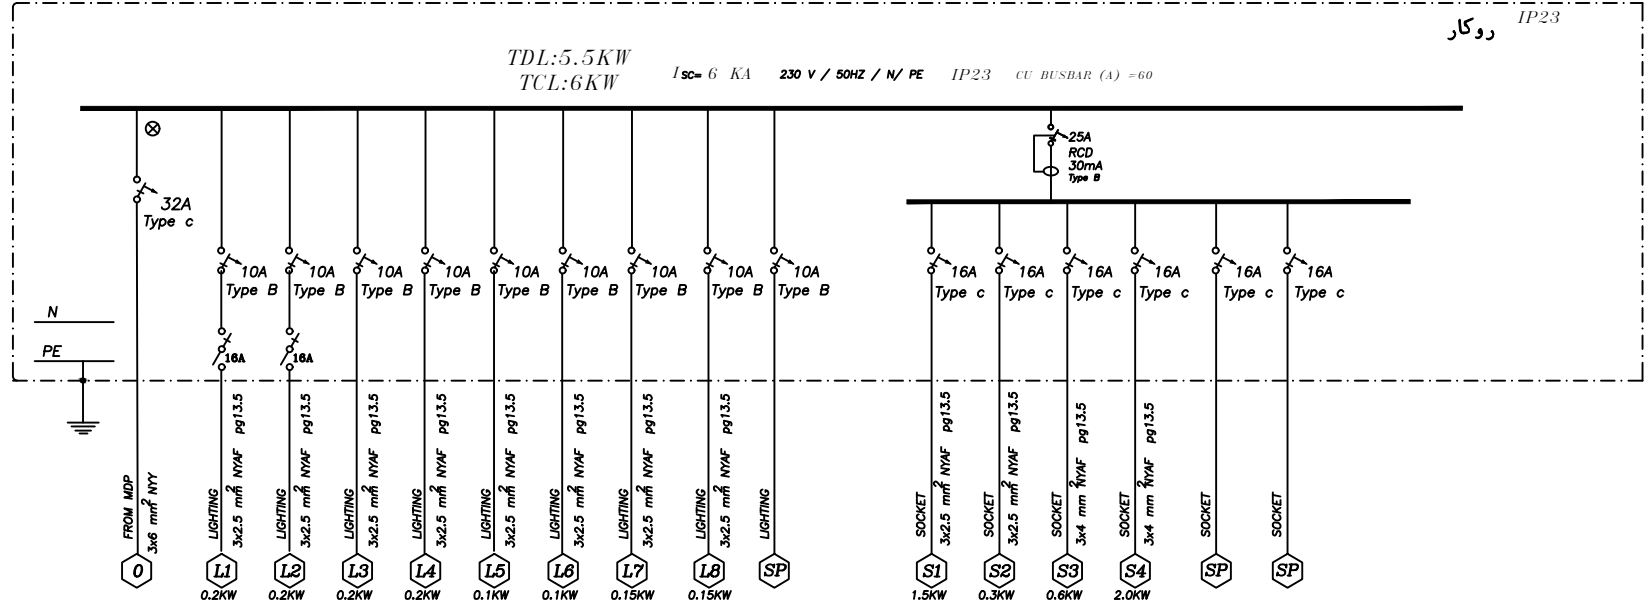 روکار IP23
TDL:5.5KW
TCL:6KW
Isc= 6 KA 230 V / 50HZ / N/ PE IP23 CU BUSBAR (A) =60
25A
RCD
30mA
Type B
32A
Type c
10A
Type B
10A
Type B
10A
Type B
10A
Type B
10A
Type B
10A
Type B
10A
Type B
10A
Type B
10A
Type B
16A
Type c
16A
Type c
16A
Type c
16A
Type c
16A
Type c
16A
Type c
N
PE
16A
16A
FROM MDP
3x6 mm² NYY
LIGHTING
3x2.5 mm² NYAF pg13.5
LIGHTING
3x2.5 mm² NYAF pg13.5
LIGHTING
3x2.5 mm² NYAF pg13.5
LIGHTING
3x2.5 mm² NYAF pg13.5
LIGHTING
3x2.5 mm² NYAF pg13.5
LIGHTING
3x2.5 mm² NYAF pg13.5
LIGHTING
3x2.5 mm² NYAF pg13.5
LIGHTING
3x2.5 mm² NYAF pg13.5
LIGHTING
SOCKET
3x2.5 mm² NYAF pg13.5
SOCKET
3x2.5 mm² NYAF pg13.5
SOCKET
3x4 mm² NYAF pg13.5
SOCKET
3x4 mm² NYAF pg13.5
SOCKET
SOCKET
0 L1 L2 L3 L4 L5 L6 L7 L8 SP S1 S2 S3 S4 SP SP
0.2KW 0.2KW 0.2KW 0.2KW 0.1KW 0.1KW 0.15KW 0.15KW 1.5KW 0.3KW 0.6KW 2.0KW